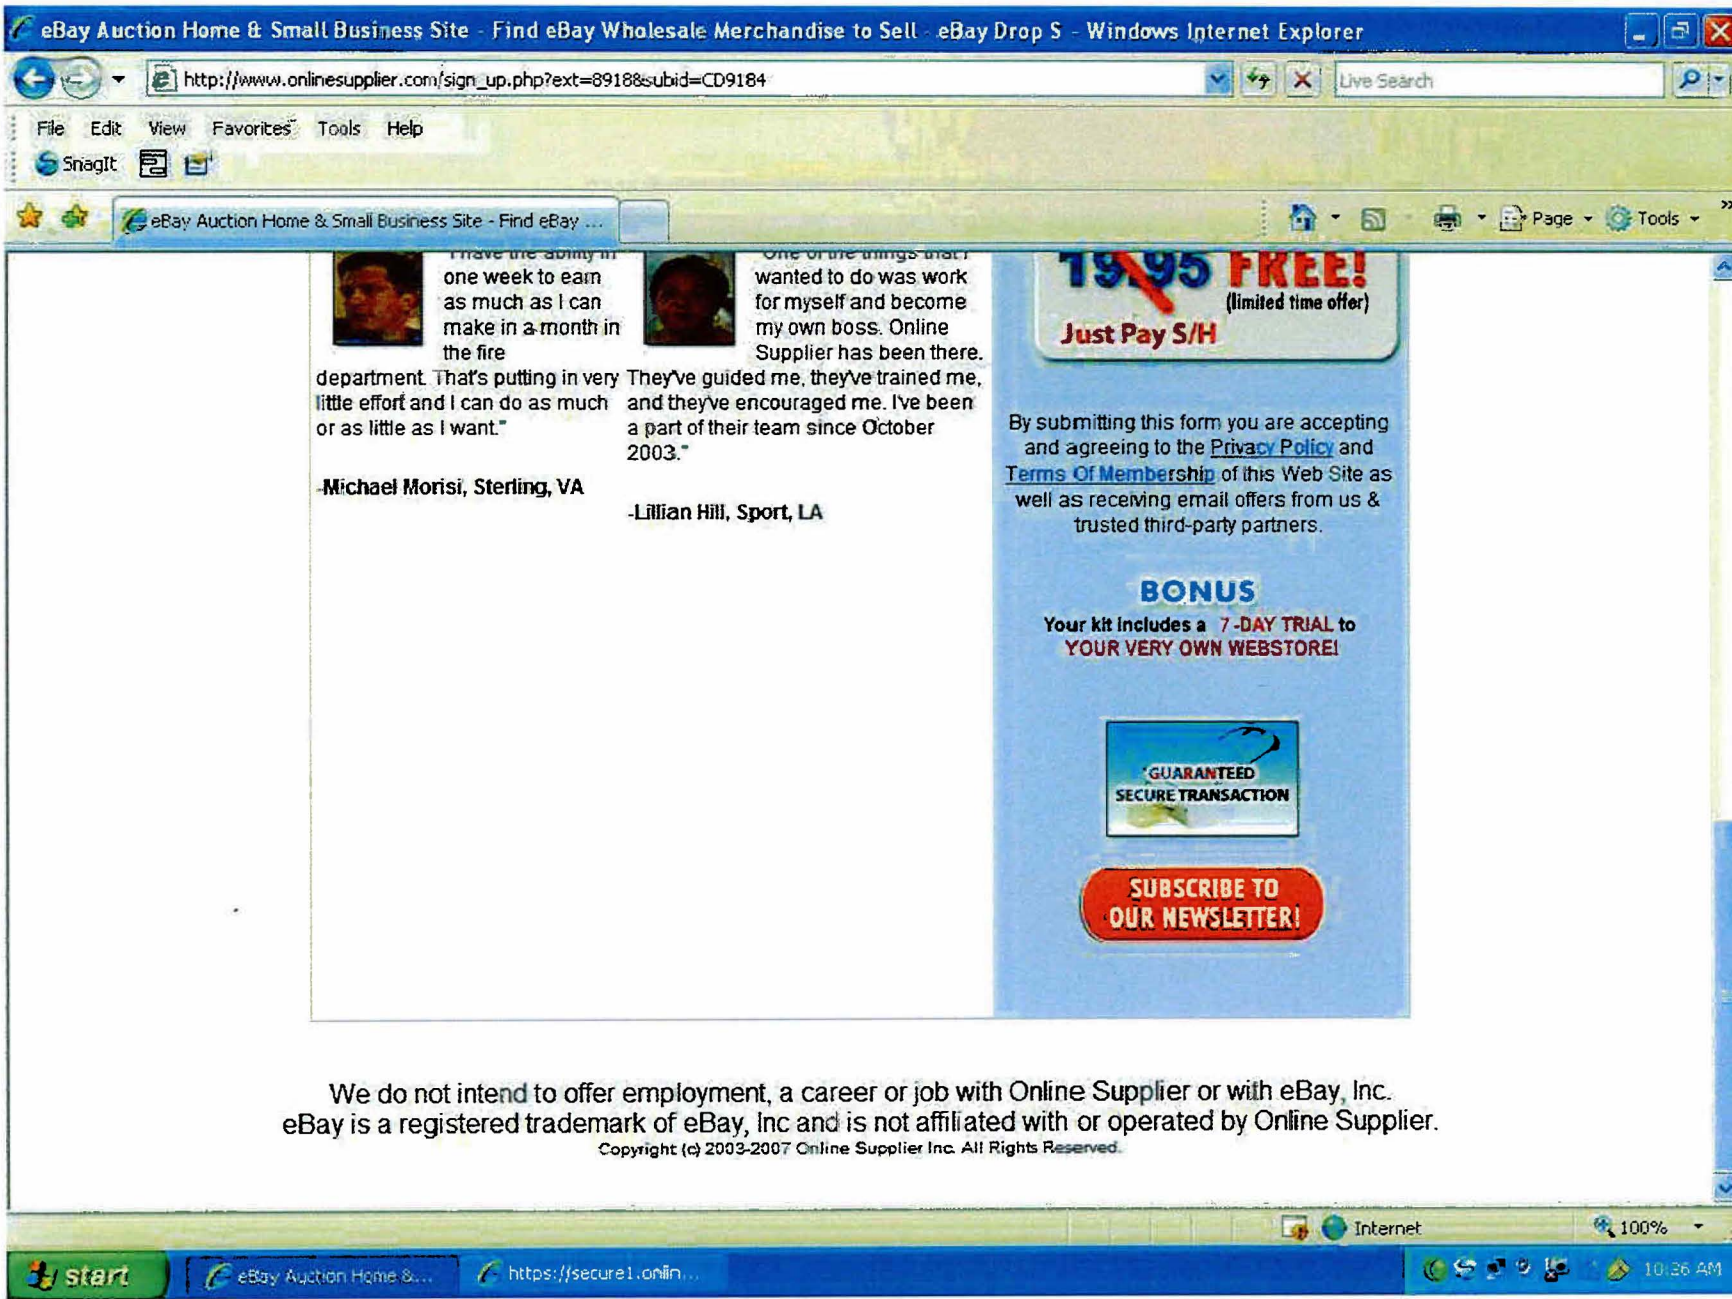 eBay Auction Home & Small Business Site - Find eBay Wholesale Merchandise to Sell - eBay Drop S - Windows Internet Explorer
http://www.onlinesupplier.com/sign_up.php?ext=8918&subid=CD9184
Live Search
File Edit View Favorites Tools Help
SnagIt
eBay Auction Home & Small Business Site - Find eBay ...
Page Tools
"I have the ability in
one week to earn
as much as I can
make in a month in
the fire
department. That's putting in very
little effort and I can do as much
or as little as I want."
-Michael Morisi, Sterling, VA
"One of the things that I
wanted to do was work
for myself and become
my own boss. Online
Supplier has been there.
They've guided me, they've trained me,
and they've encouraged me. I've been
a part of their team since October
2003."
-Lillian Hill, Sport, LA
19.95 FREE!
(limited time offer)
Just Pay S/H
By submitting this form you are accepting
and agreeing to the Privacy Policy and
Terms Of Membership of this Web Site as
well as receiving email offers from us &
trusted third-party partners.
BONUS
Your kit includes a 7-DAY TRIAL to
YOUR VERY OWN WEBSTORE!
GUARANTEED
SECURE TRANSACTION
SUBSCRIBE TO
OUR NEWSLETTER!
We do not intend to offer employment, a career or job with Online Supplier or with eBay, Inc.
eBay is a registered trademark of eBay, Inc and is not affiliated with or operated by Online Supplier.
Copyright (c) 2003-2007 Online Supplier Inc. All Rights Reserved.
Internet 100%
start eBay Auction Home &... https://secure1.onlin... 10:36 AM